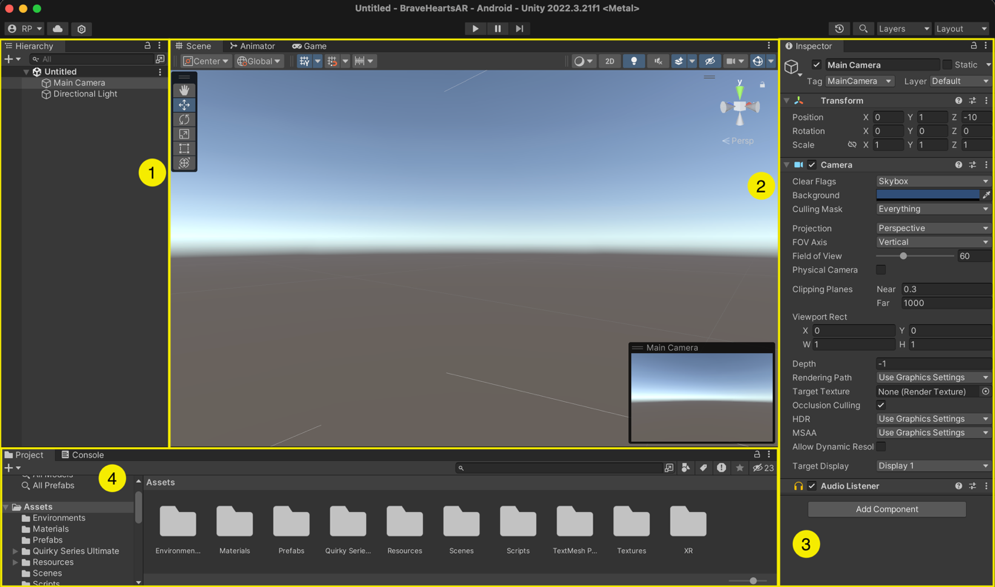 Untitled - BraveHeartsAR - Android - Unity 2022.3.21f1 <Metal>
RP
Layers
Layout
Hierarchy
All
Untitled
Main Camera
Directional Light
1
Scene
Animator
Game
Center
Global
2D
y
Persp
2
Main Camera
Inspector
Main Camera
Static
Tag MainCamera Layer Default
Transform
Position X 0 Y 1 Z -10
Rotation X 0 Y 0 Z 0
Scale X 1 Y 1 Z 1
Camera
Clear Flags Skybox
Background
Culling Mask Everything
Projection Perspective
FOV Axis Vertical
Field of View 60
Physical Camera
Clipping Planes Near 0.3
Far 1000
Viewport Rect
X 0 Y 0
W 1 H 1
Depth -1
Rendering Path Use Graphics Settings
Target Texture None (Render Texture)
Occlusion Culling
HDR Use Graphics Settings
MSAA Use Graphics Settings
Allow Dynamic Resol
Target Display Display 1
Audio Listener
Add Component
3
Project
Console
4
23
All Models
All Prefabs
Assets
Environments
Materials
Prefabs
Quirky Series Ultimate
Resources
Scenes
Scripts
Assets
Environmen...
Materials
Prefabs
Quirky Serie...
Resources
Scenes
Scripts
TextMesh P...
Textures
XR